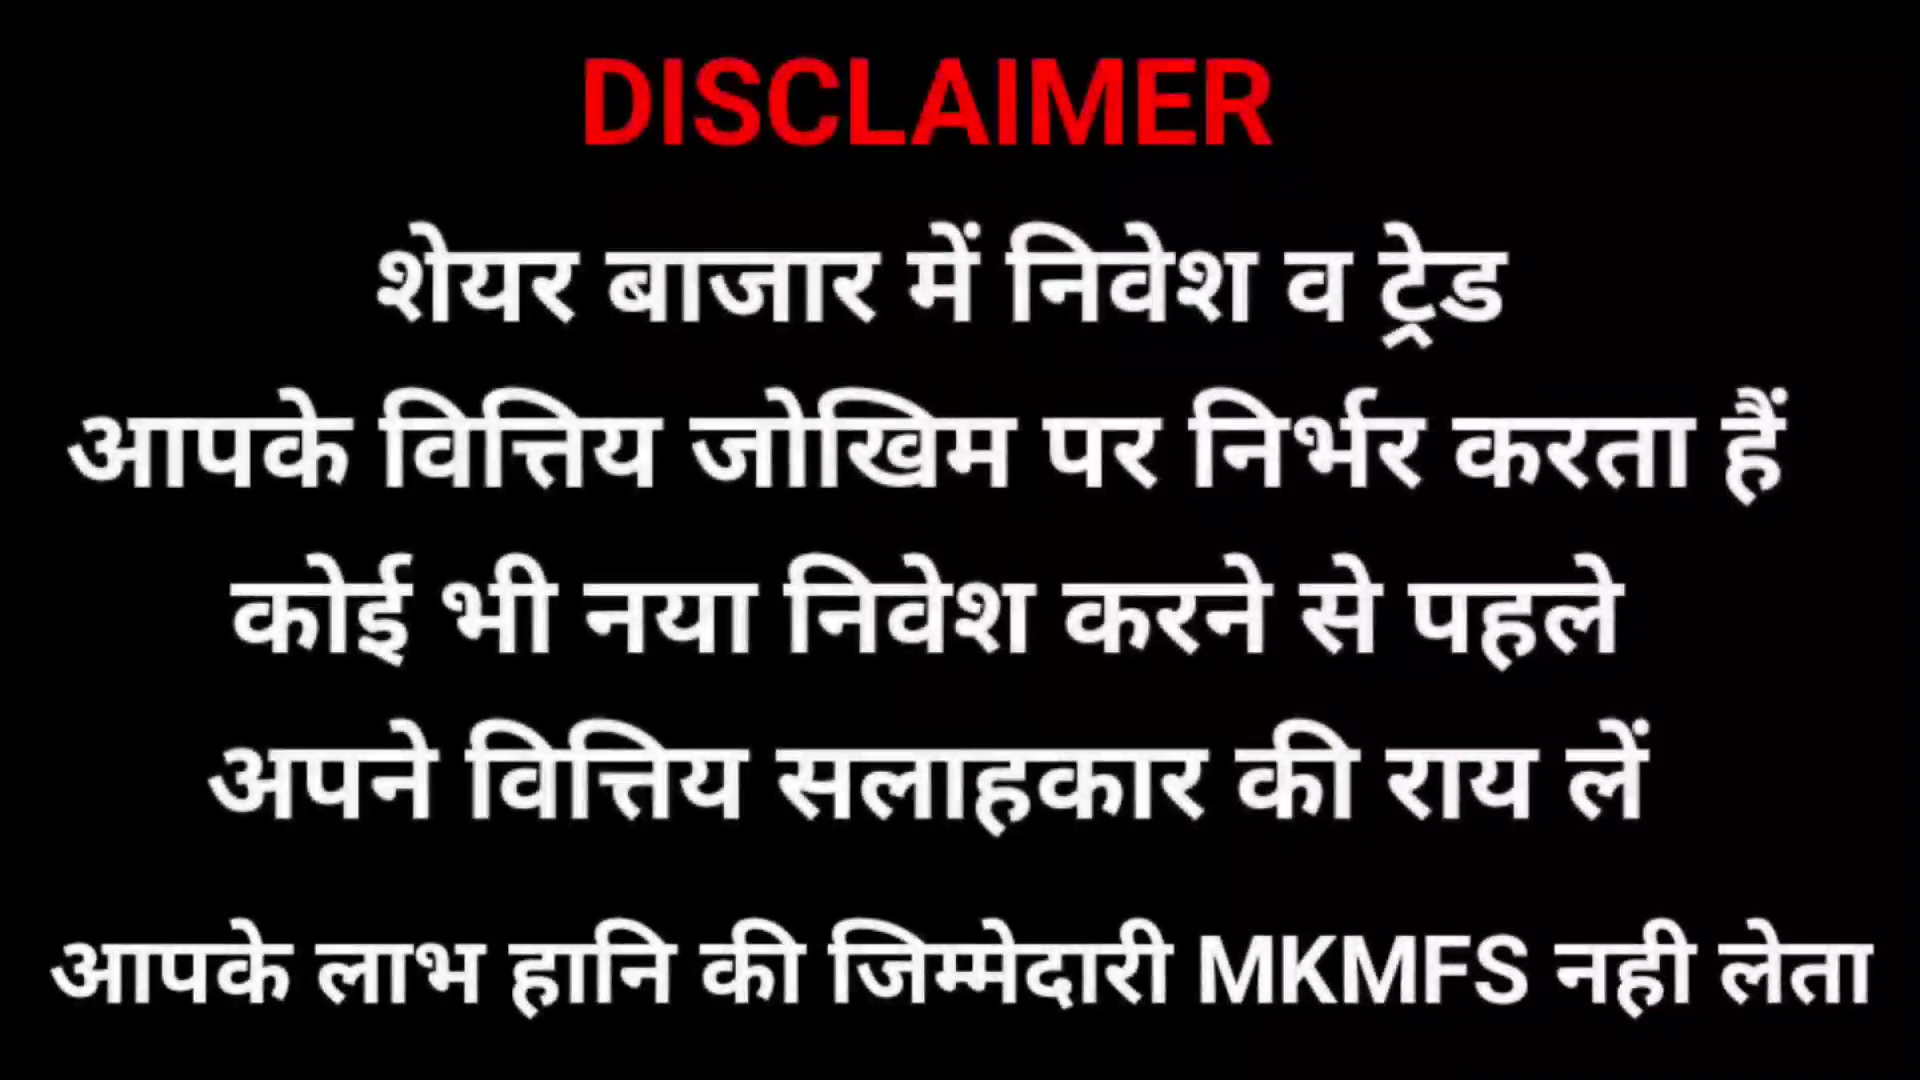 DISCLAIMER
शेयर बाजार में निवेश व ट्रेड
आपके वित्तिय जोखिम पर निर्भर करता हैं
कोई भी नया निवेश करने से पहले
अपने वित्तिय सलाहकार की राय लें
आपके लाभ हानि की जिम्मेदारी MKMFS नही लेता